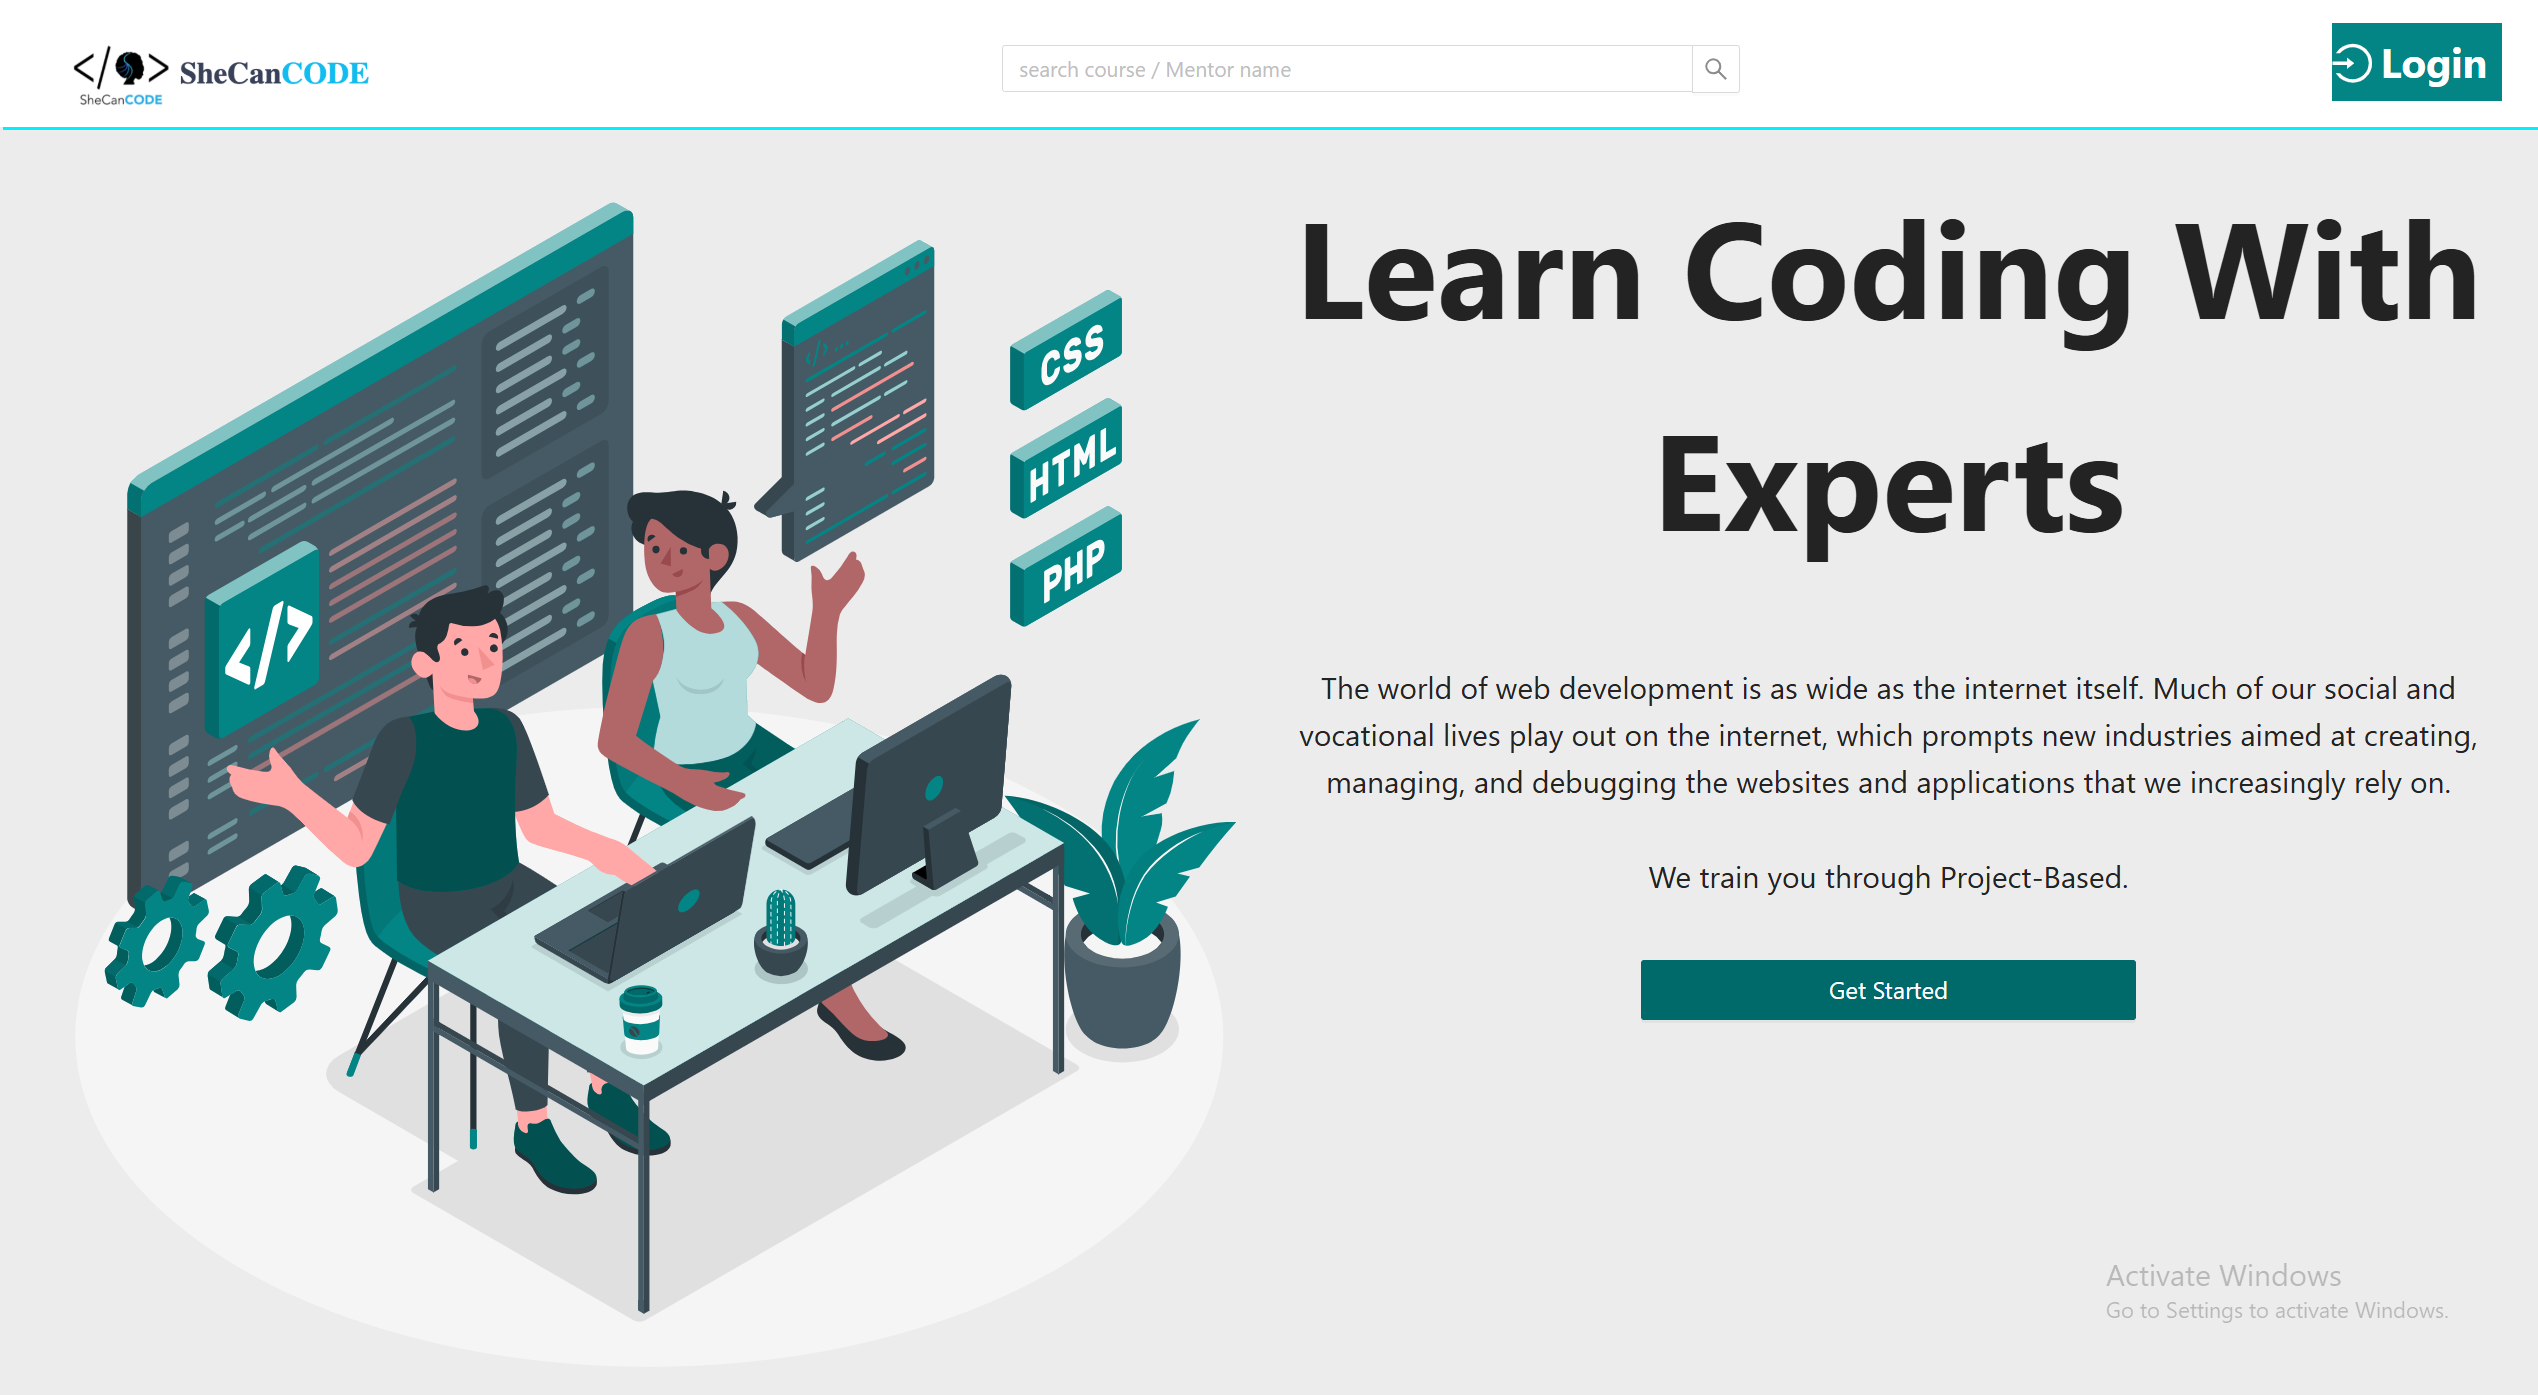 </> SheCanCODE
SheCanCODE
search course / Mentor name
Login
Learn Coding With
Experts
</> ...
CSS
HTML
PHP
</>
The world of web development is as wide as the internet itself. Much of our social and
vocational lives play out on the internet, which prompts new industries aimed at creating,
managing, and debugging the websites and applications that we increasingly rely on.
We train you through Project-Based.
Get Started
Activate Windows
Go to Settings to activate Windows.